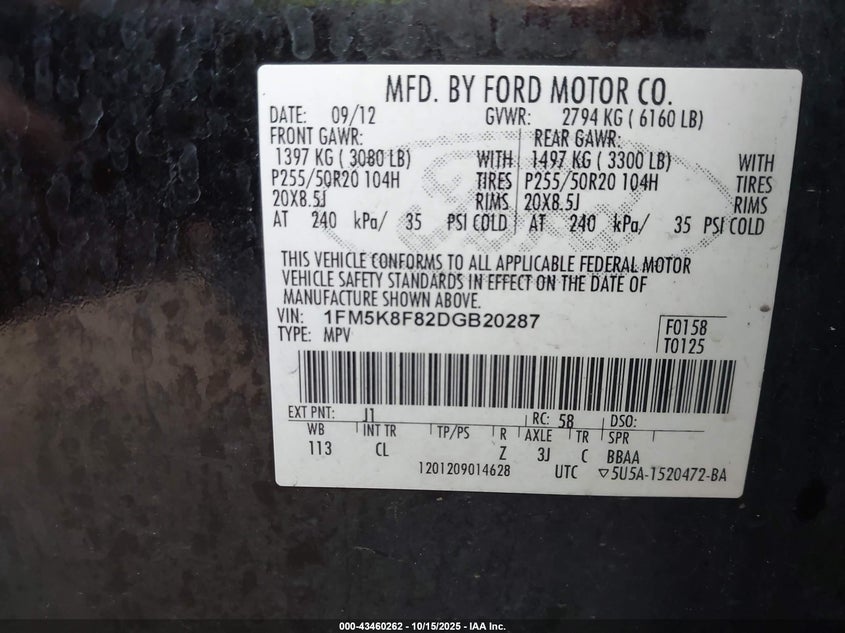 MFD. BY FORD MOTOR CO.
DATE: 09/12 GVWR: 2794 KG ( 6160 LB)
FRONT GAWR: REAR GAWR:
1397 KG ( 3080 LB) WITH 1497 KG ( 3300 LB) WITH
P255/50R20 104H TIRES P255/50R20 104H TIRES
20X8.5J RIMS 20X8.5J RIMS
AT 240 kPa/ 35 PSI COLD AT 240 kPa/ 35 PSI COLD
THIS VEHICLE CONFORMS TO ALL APPLICABLE FEDERAL MOTOR
VEHICLE SAFETY STANDARDS IN EFFECT ON THE DATE OF
MANUFACTURE SHOWN ABOVE.
VIN: 1FM5K8F82DGB20287 F0158
TYPE: MPV T0125
EXT PNT: J1 RC: 58 DSO:
WB INT TR TP/PS R AXLE TR SPR
113 CL Z 3J C BBAA
1201209014628 UTC ▽5U5A-1520472-BA
000-43460262 - 10/15/2025 - IAA Inc.